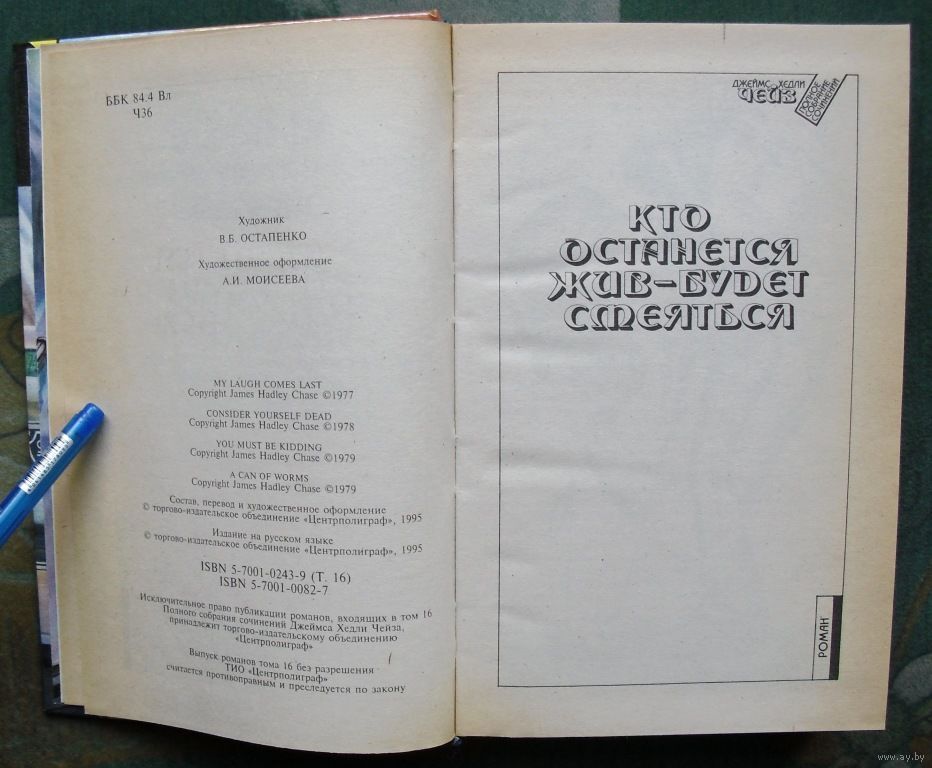 ББК 84.4 Вл
Ч36
Художник
В.Б. ОСТАПЕНКО
Художественное оформление
А.И. МОИСЕЕВА
MY LAUGH COMES LAST
Copyright James Hadley Chase ©1977
CONSIDER YOURSELF DEAD
Copyright James Hadley Chase ©1978
YOU MUST BE KIDDING
Copyright James Hadley Chase ©1979
A CAN OF WORMS
Copyright James Hadley Chase ©1979
Состав, перевод и художественное оформление
© торгово-издательское объединение «Центрполиграф», 1995
Издание на русском языке
© торгово-издательское объединение «Центрполиграф», 1995
ISBN 5-7001-0243-9 (Т. 16)
ISBN 5-7001-0082-7
Исключительное право публикации романов, входящих в том 16
Полного собрания сочинений Джеймса Хедли Чейза,
принадлежит торгово-издательскому объединению
«Центрполиграф»
Выпуск романов тома 16 без разрешения
ТИО «Центрполиграф»
считается противоправным и преследуется по закону
ДЖЕЙМС ХЕДЛИ
ЧЕЙЗ
ПОЛНОЕ
СОБРАНИЕ
СОЧИНЕНИЙ
КТО
ОСТАНЕТСЯ
ЖИВ-БУДЕТ
СМЕЯТЬСЯ
РОМАН
www.ay.by